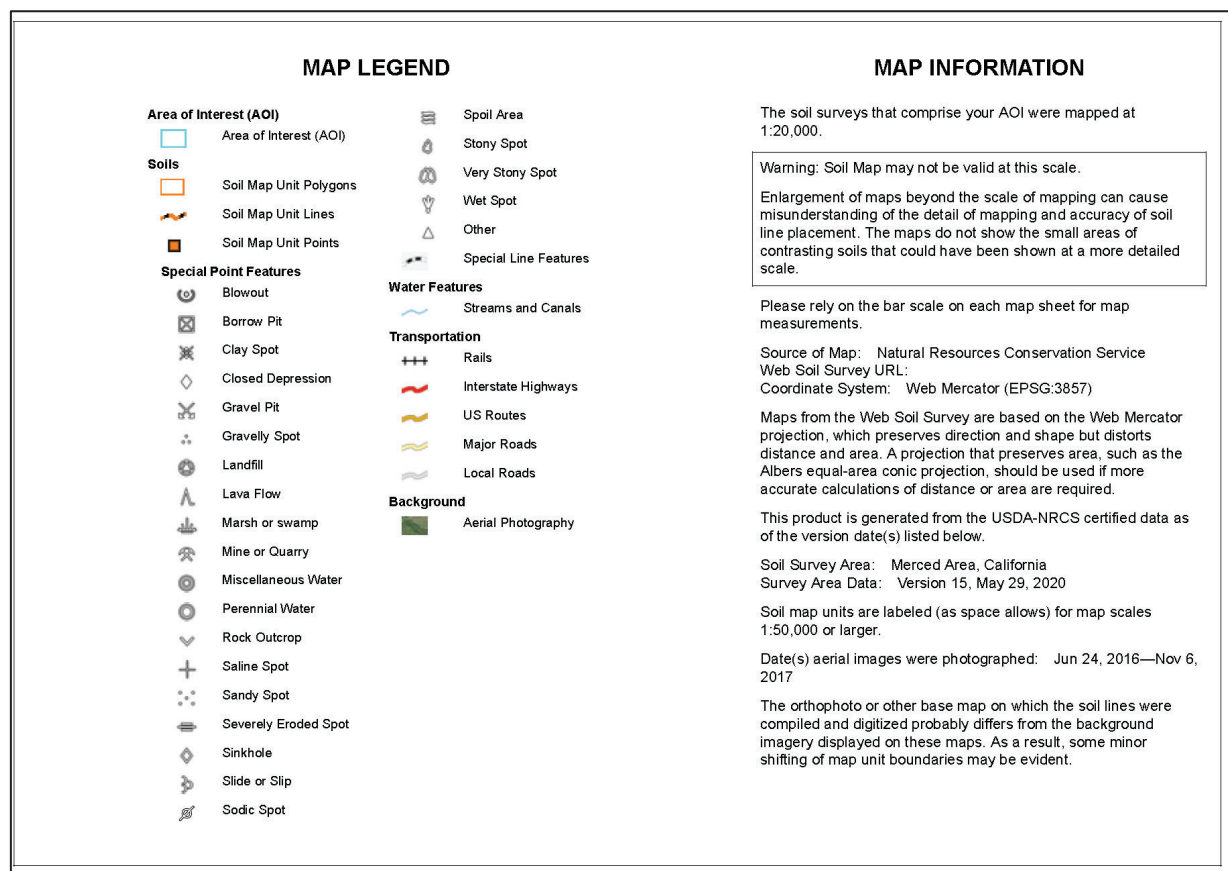 MAP LEGEND
Area of Interest (AOI)
Area of Interest (AOI)
Soils
Soil Map Unit Polygons
Soil Map Unit Lines
Soil Map Unit Points
Special Point Features
Blowout
Borrow Pit
Clay Spot
Closed Depression
Gravel Pit
Gravelly Spot
Landfill
Lava Flow
Marsh or swamp
Mine or Quarry
Miscellaneous Water
Perennial Water
Rock Outcrop
Saline Spot
Sandy Spot
Severely Eroded Spot
Sinkhole
Slide or Slip
Sodic Spot
Spoil Area
Stony Spot
Very Stony Spot
Wet Spot
Other
Special Line Features
Water Features
Streams and Canals
Transportation
Rails
Interstate Highways
US Routes
Major Roads
Local Roads
Background
Aerial Photography
MAP INFORMATION
The soil surveys that comprise your AOI were mapped at
1:20,000.
Warning: Soil Map may not be valid at this scale.
Enlargement of maps beyond the scale of mapping can cause
misunderstanding of the detail of mapping and accuracy of soil
line placement. The maps do not show the small areas of
contrasting soils that could have been shown at a more detailed
scale.
Please rely on the bar scale on each map sheet for map
measurements.
Source of Map: Natural Resources Conservation Service
Web Soil Survey URL:
Coordinate System: Web Mercator (EPSG:3857)
Maps from the Web Soil Survey are based on the Web Mercator
projection, which preserves direction and shape but distorts
distance and area. A projection that preserves area, such as the
Albers equal-area conic projection, should be used if more
accurate calculations of distance or area are required.
This product is generated from the USDA-NRCS certified data as
of the version date(s) listed below.
Soil Survey Area: Merced Area, California
Survey Area Data: Version 15, May 29, 2020
Soil map units are labeled (as space allows) for map scales
1:50,000 or larger.
Date(s) aerial images were photographed: Jun 24, 2016—Nov 6,
2017
The orthophoto or other base map on which the soil lines were
compiled and digitized probably differs from the background
imagery displayed on these maps. As a result, some minor
shifting of map unit boundaries may be evident.